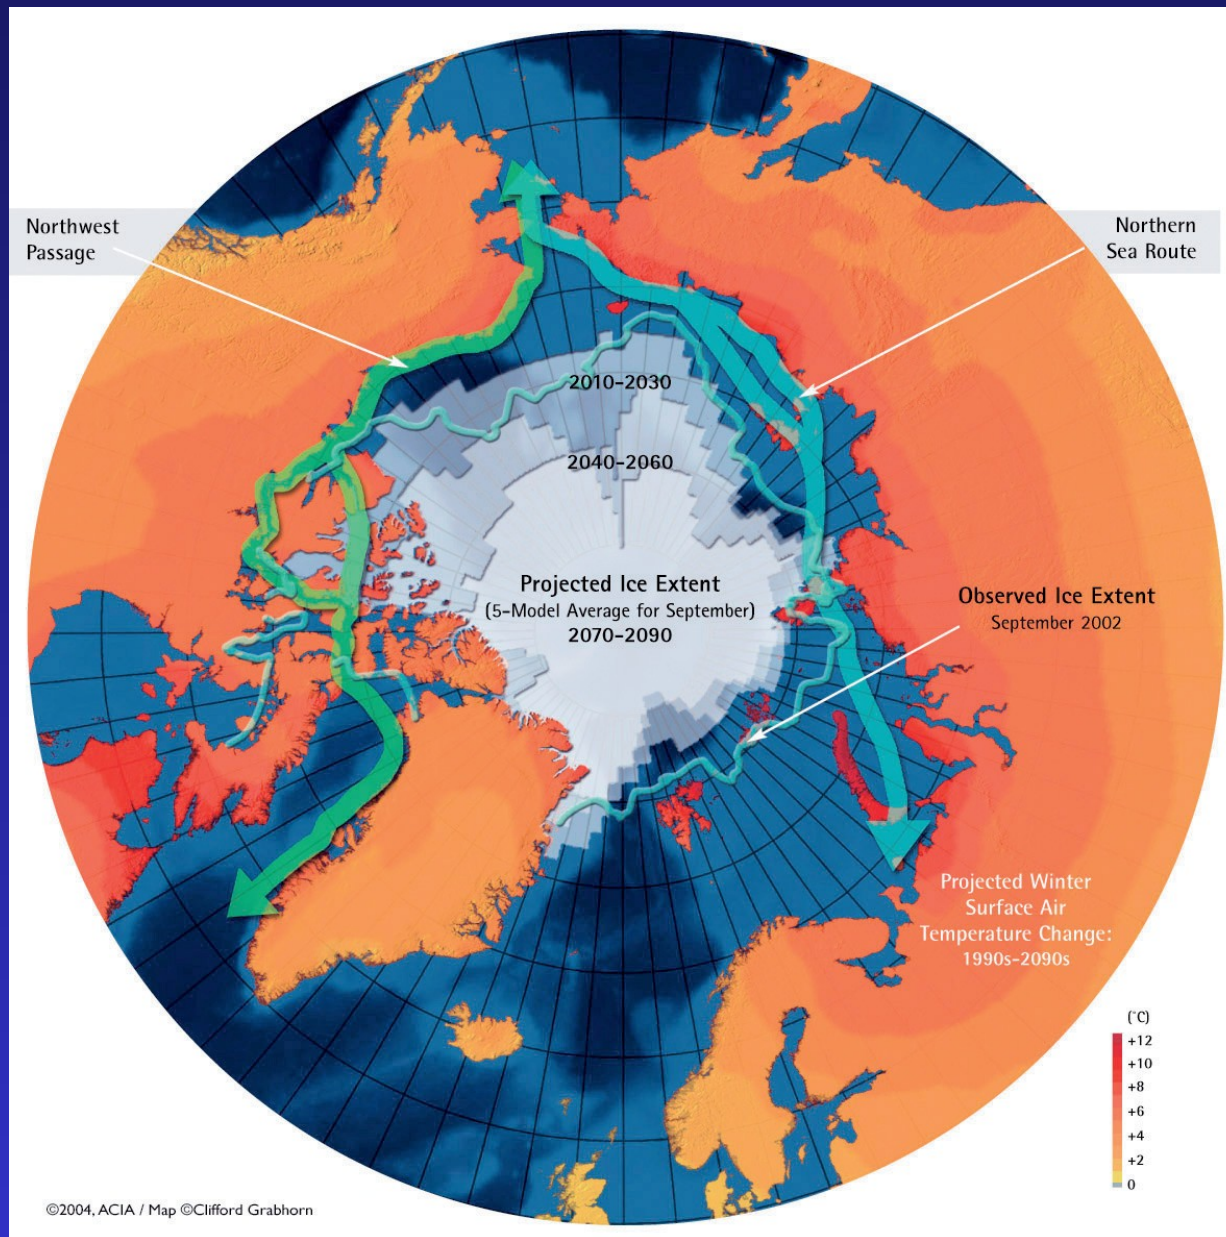 Northwest
Passage
Northern
Sea Route
2010-2030
2040-2060
Projected Ice Extent
(5-Model Average for September)
2070-2090
Observed Ice Extent
September 2002
Projected Winter
Surface Air
Temperature Change:
1990s-2090s
(°C)
+12
+10
+8
+6
+4
+2
0
©2004, ACIA / Map ©Clifford Grabhorn